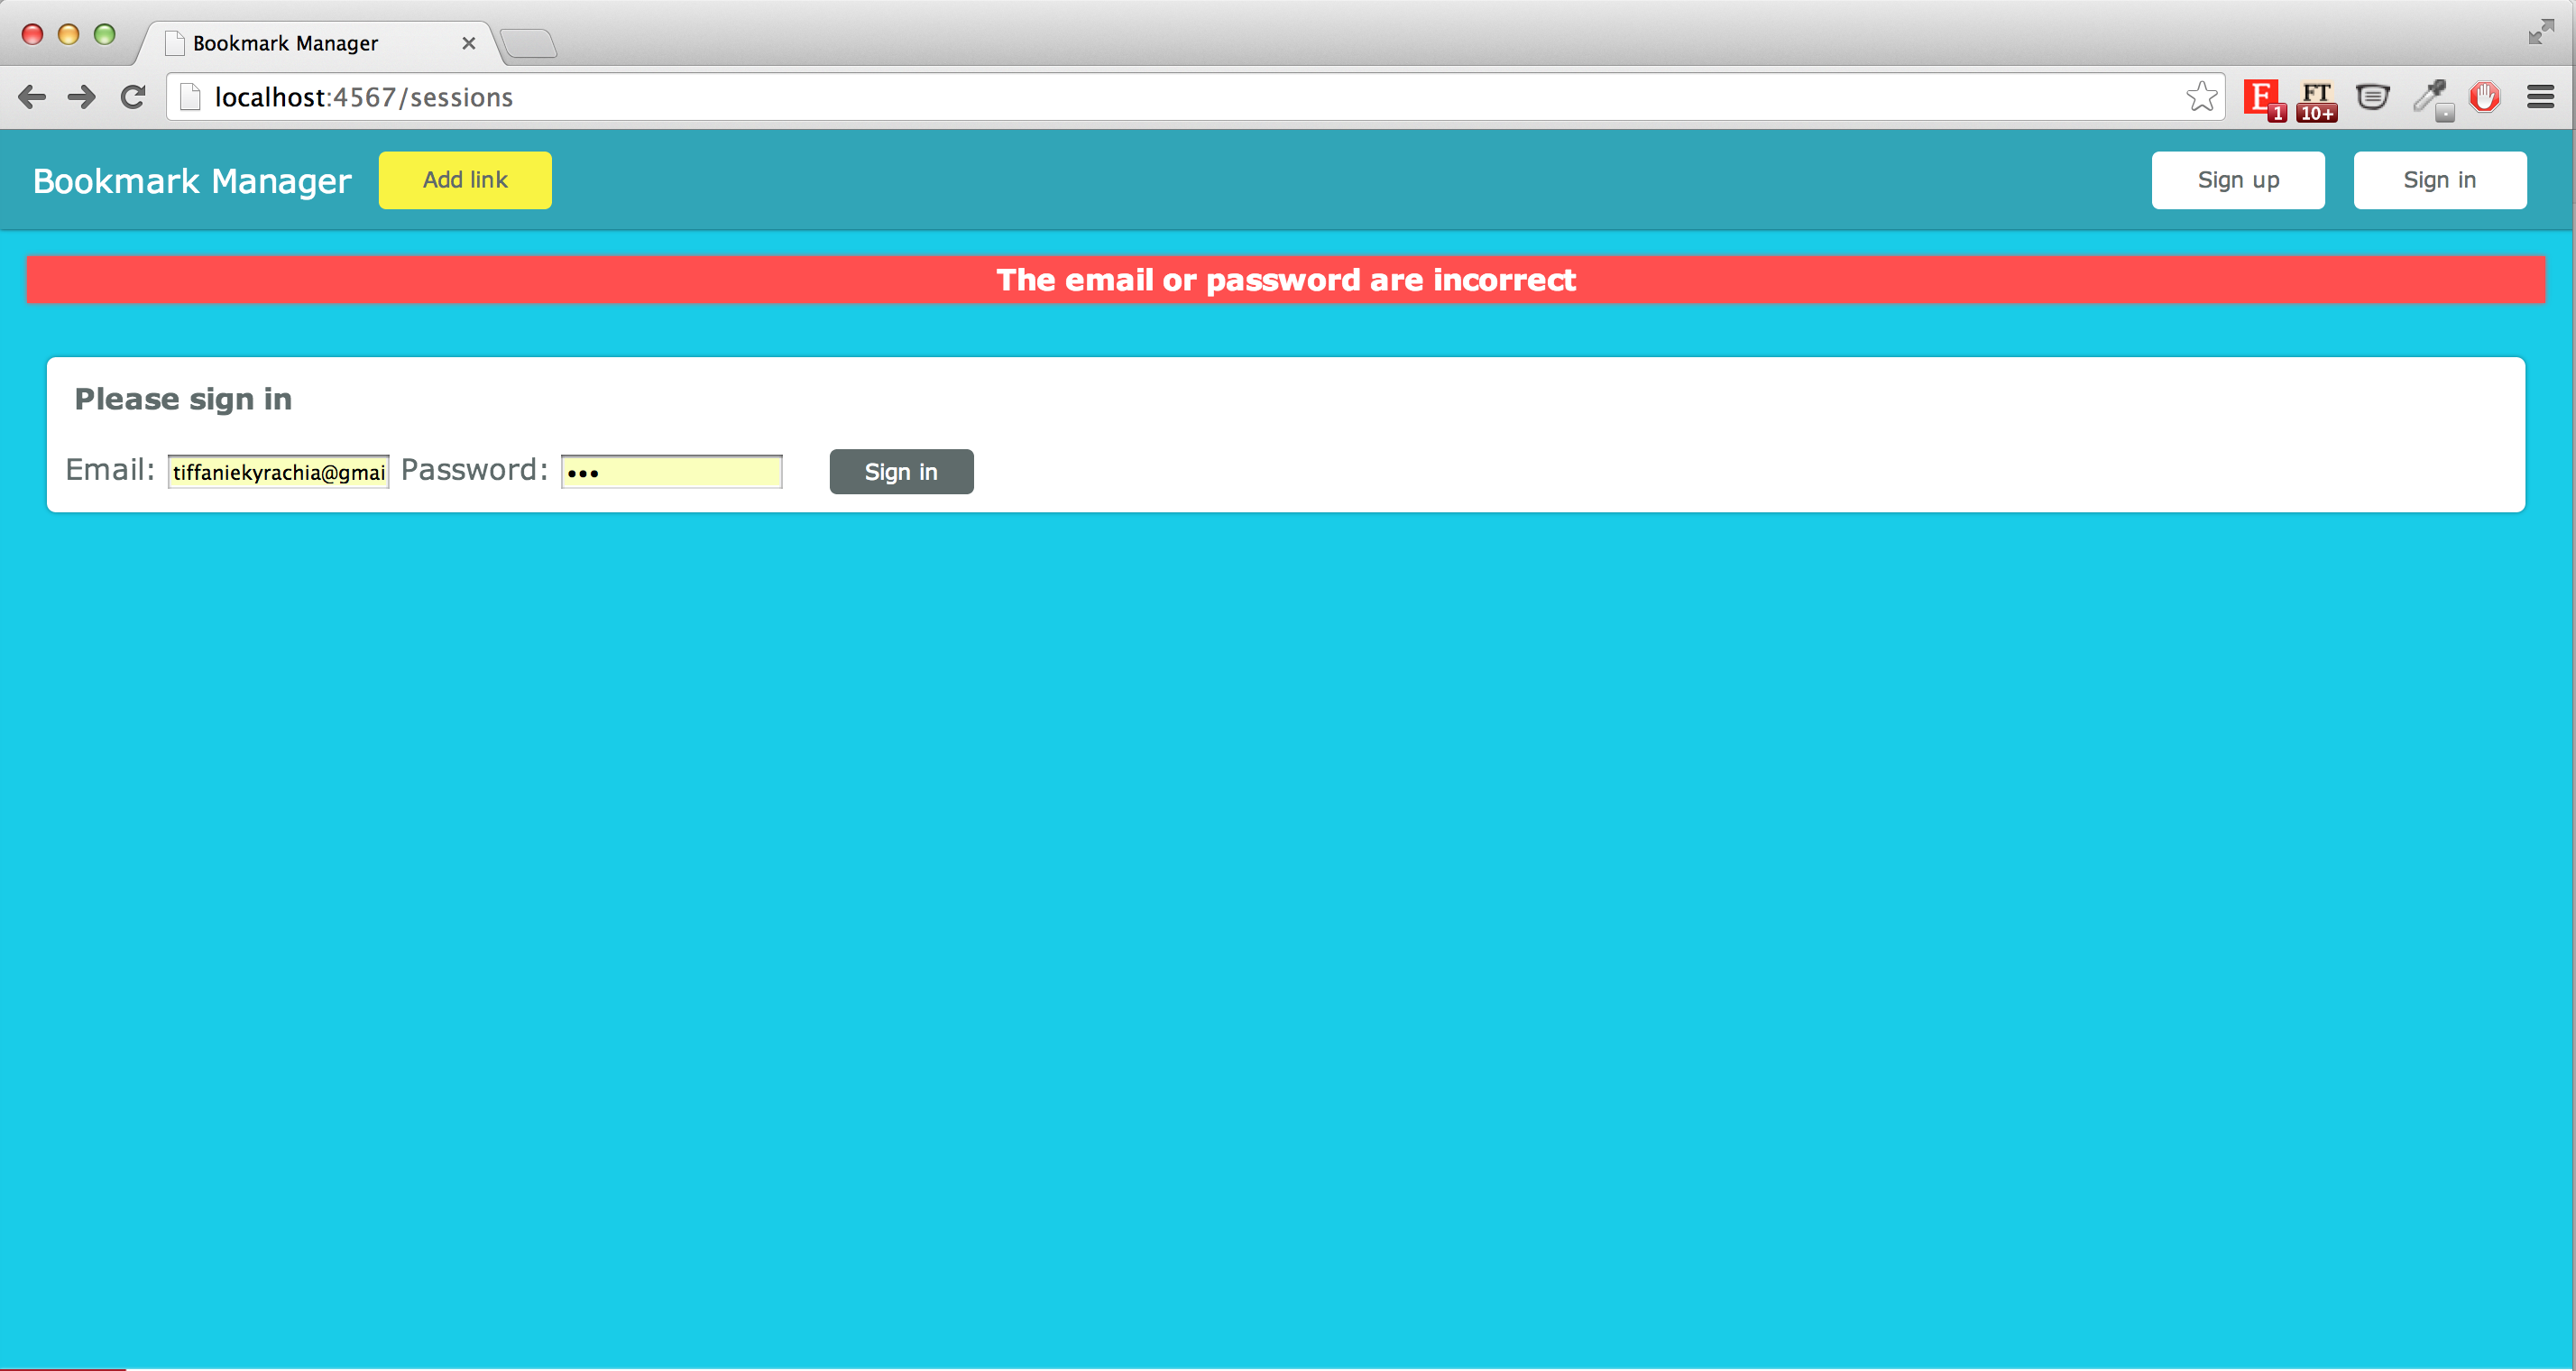 Bookmark Manager
localhost:4567/sessions
E 1 FT 10+
Bookmark Manager Add link Sign up Sign in
The email or password are incorrect
Please sign in
Email: tiffaniekyrachia@gmai Password: ••• Sign in